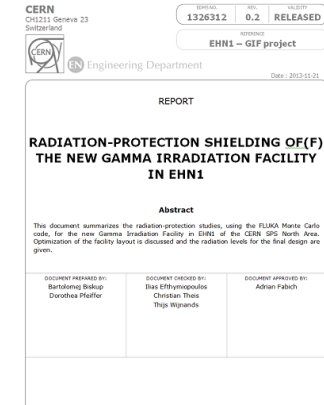 CERN
CH1211 Geneva 23
Switzerland
EDMS NO. REV. VALIDITY
1326312 0.2 RELEASED
REFERENCE
EHN1 – GIF project
CERN
EN Engineering Department
Date : 2013-11-21
REPORT
RADIATION-PROTECTION SHIELDING OF(F)
THE NEW GAMMA IRRADIATION FACILITY
IN EHN1
Abstract
This document summarizes the radiation-protection studies, using the FLUKA Monte Carlo
code, for the new Gamma Irradiation Facility in EHN1 of the CERN SPS North Area.
Optimization of the facility layout is discussed and the radiation levels for the final design are
given.
DOCUMENT PREPARED BY: DOCUMENT CHECKED BY: DOCUMENT APPROVED BY:
Bartolomej Biskup Ilias Efthymiopoulos Adrian Fabich
Dorothea Pfeiffer Christian Theis
Thijs Wijnands